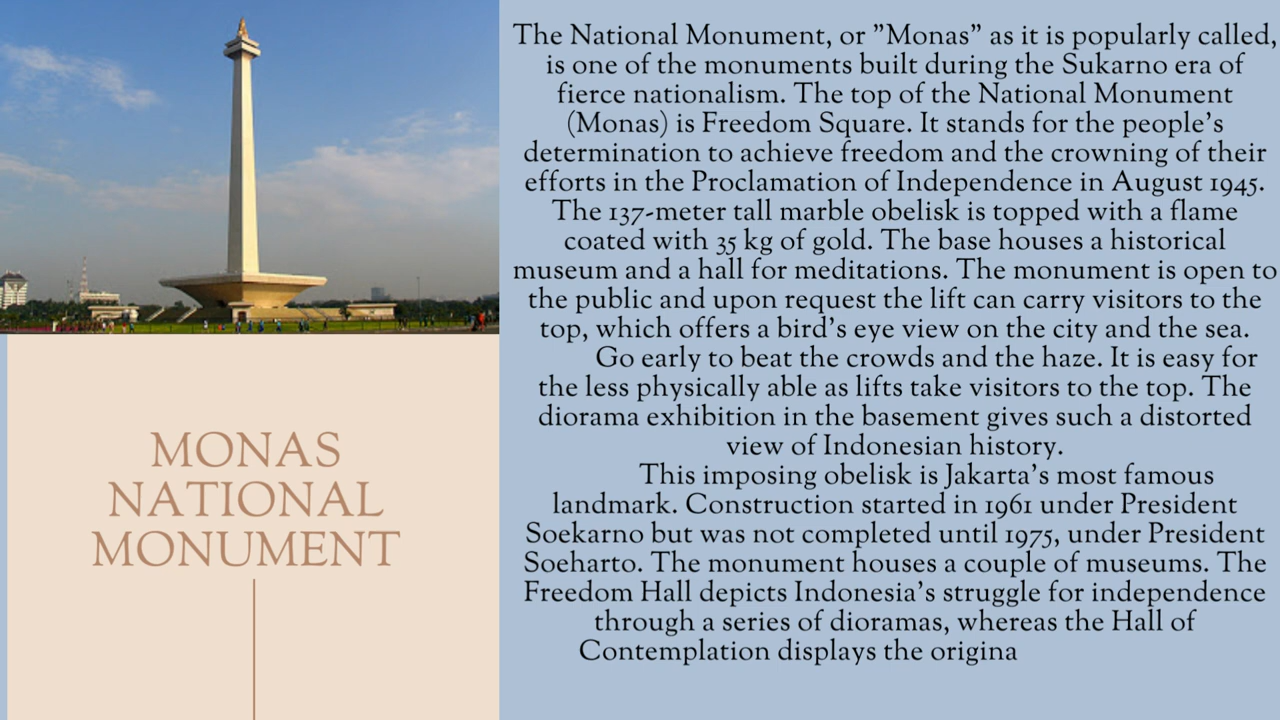 MONAS
NATIONAL
MONUMENT
The National Monument, or ”Monas” as it is popularly called,
is one of the monuments built during the Sukarno era of
fierce nationalism. The top of the National Monument
(Monas) is Freedom Square. It stands for the people’s
determination to achieve freedom and the crowning of their
efforts in the Proclamation of Independence in August 1945.
The 137-meter tall marble obelisk is topped with a flame
coated with 35 kg of gold. The base houses a historical
museum and a hall for meditations. The monument is open to
the public and upon request the lift can carry visitors to the
top, which offers a bird’s eye view on the city and the sea.
Go early to beat the crowds and the haze. It is easy for
the less physically able as lifts take visitors to the top. The
diorama exhibition in the basement gives such a distorted
view of Indonesian history.
This imposing obelisk is Jakarta’s most famous
landmark. Construction started in 1961 under President
Soekarno but was not completed until 1975, under President
Soeharto. The monument houses a couple of museums. The
Freedom Hall depicts Indonesia’s struggle for independence
through a series of dioramas, whereas the Hall of
Contemplation displays the origina